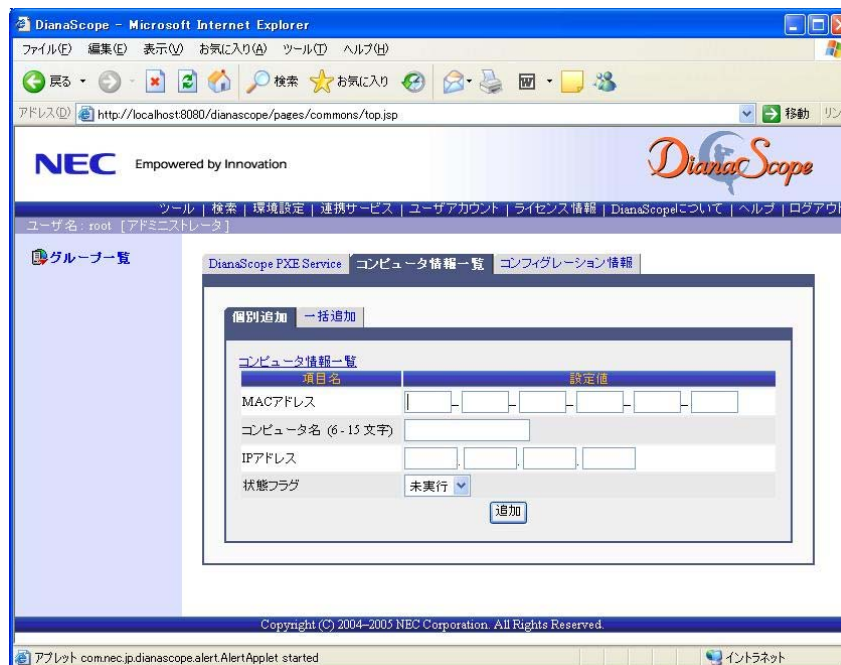 DianaScope - Microsoft Internet Explorer
ファイル(F) 編集(E) 表示(V) お気に入り(A) ツール(T) ヘルプ(H)
戻る 検索 お気に入り
アドレス(D) http://localhost:8080/dianascope/pages/commons/top.jsp 移動 リン
NEC Empowered by Innovation DianaScope
ツール | 検索 | 環境設定 | 連携サービス | ユーザアカウント | ライセンス情報 | DianaScopeについて | ヘルプ | ログアウ
ユーザ名 : root [アドミニストレータ]
グループ一覧
DianaScope PXE Service コンピュータ情報一覧 コンフィグレーション情報
個別追加 一括追加
コンピュータ情報一覧
項目名 設定値
MACアドレス
コンピュータ名 (6 - 15 文字)
IPアドレス
状態フラグ 未実行
追加
Copyright (C) 2004-2005 NEC Corporation. All Rights Reserved.
アプレット com.nec.jp.dianascope.alert.AlertApplet started イントラネット